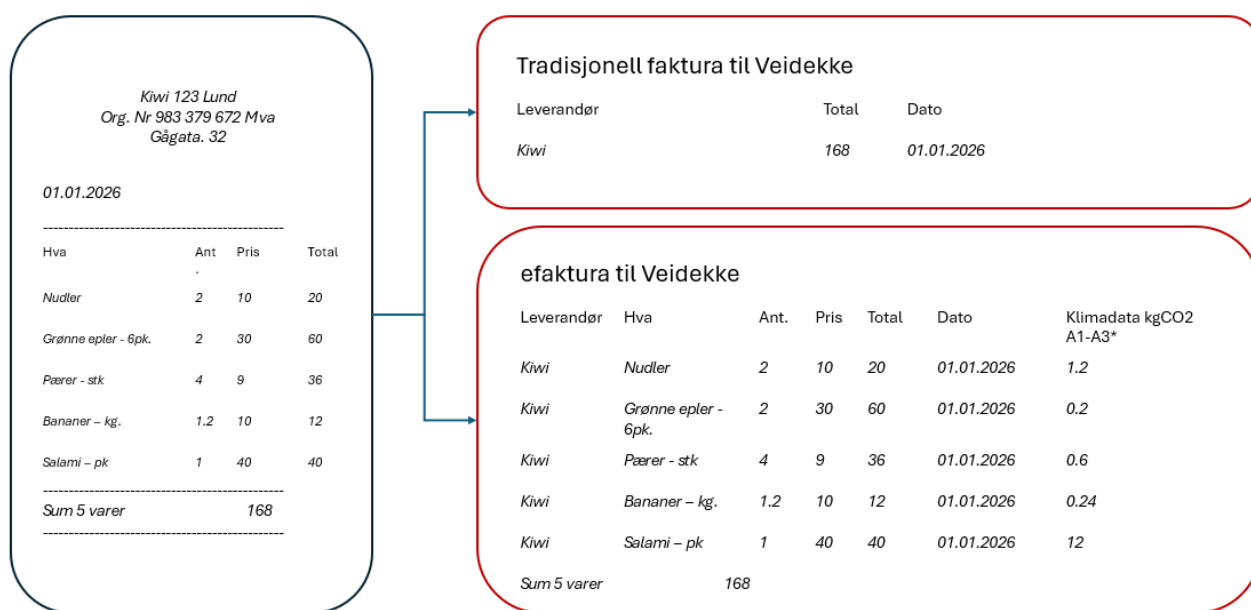 Kiwi 123 Lund
Org. Nr 983 379 672 Mva
Gågata. 32
01.01.2026
------------------------------------------------
Hva Ant. Pris Total
Nudler 2 10 20
Grønne epler - 6pk. 2 30 60
Pærer - stk 4 9 36
Bananer – kg. 1.2 10 12
Salami – pk 1 40 40
------------------------------------------------
Sum 5 varer 168
------------------------------------------------
Tradisjonell faktura til Veidekke
Leverandør Total Dato
Kiwi 168 01.01.2026
efaktura til Veidekke
Leverandør Hva Ant. Pris Total Dato Klimadata kgCO2
A1-A3*
Kiwi Nudler 2 10 20 01.01.2026 1.2
Kiwi Grønne epler - 2 30 60 01.01.2026 0.2
6pk.
Kiwi Pærer - stk 4 9 36 01.01.2026 0.6
Kiwi Bananer – kg. 1.2 10 12 01.01.2026 0.24
Kiwi Salami – pk 1 40 40 01.01.2026 12
Sum 5 varer 168